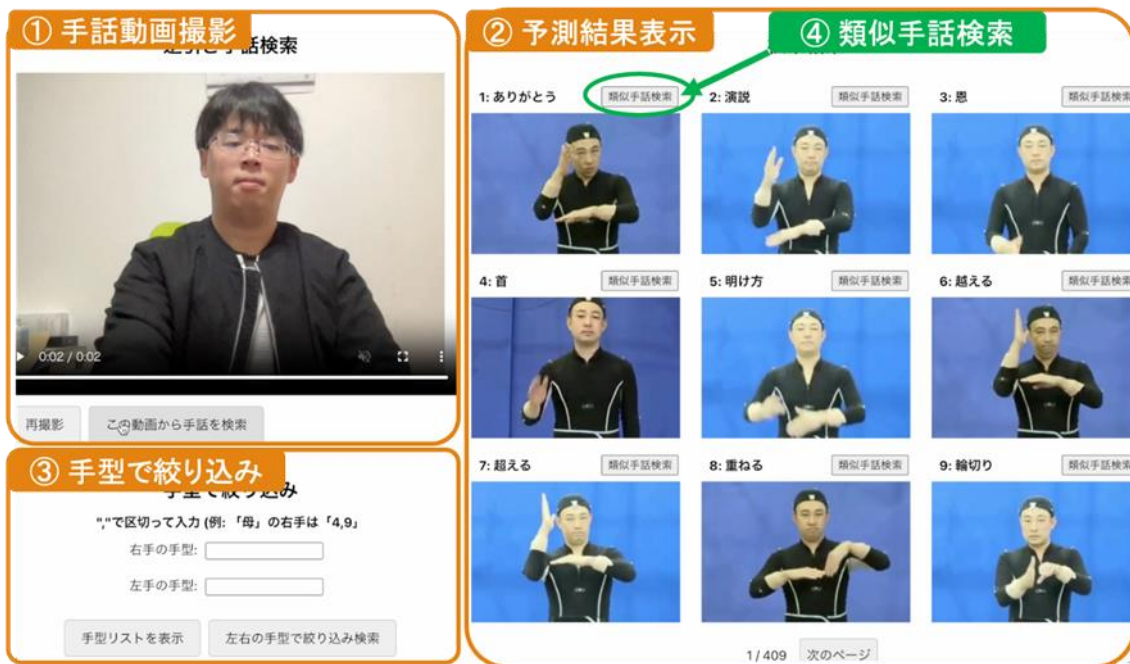 ① 手話動画撮影
手話検索
0:02 / 0:02
再撮影
この動画から手話を検索
③ 手型で絞り込み
手型で絞り込み
","で区切って入力 (例: 「母」の右手は「4,9」
右手の手型:
左手の手型:
手型リストを表示
左右の手型で絞り込み検索
② 予測結果表示
④ 類似手話検索
1: ありがとう
類似手話検索
2: 演説
類似手話検索
3: 恩
類似手話検索
4: 首
類似手話検索
5: 明け方
類似手話検索
6: 越える
類似手話検索
7: 超える
類似手話検索
8: 重ねる
類似手話検索
9: 輪切り
類似手話検索
1 / 409
次のページ